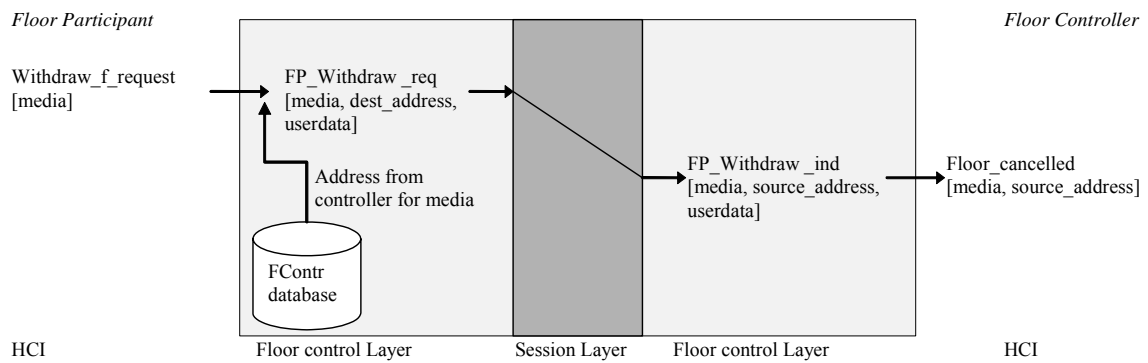 Floor Participant
Floor Controller
Withdraw_f_request
[media]
FP_Withdraw _req
[media, dest_address,
userdata]
Address from
controller for media
FContr
database
FP_Withdraw _ind
[media, source_address,
userdata]
Floor_cancelled
[media, source_address]
HCI
Floor control Layer
Session Layer
Floor control Layer
HCI